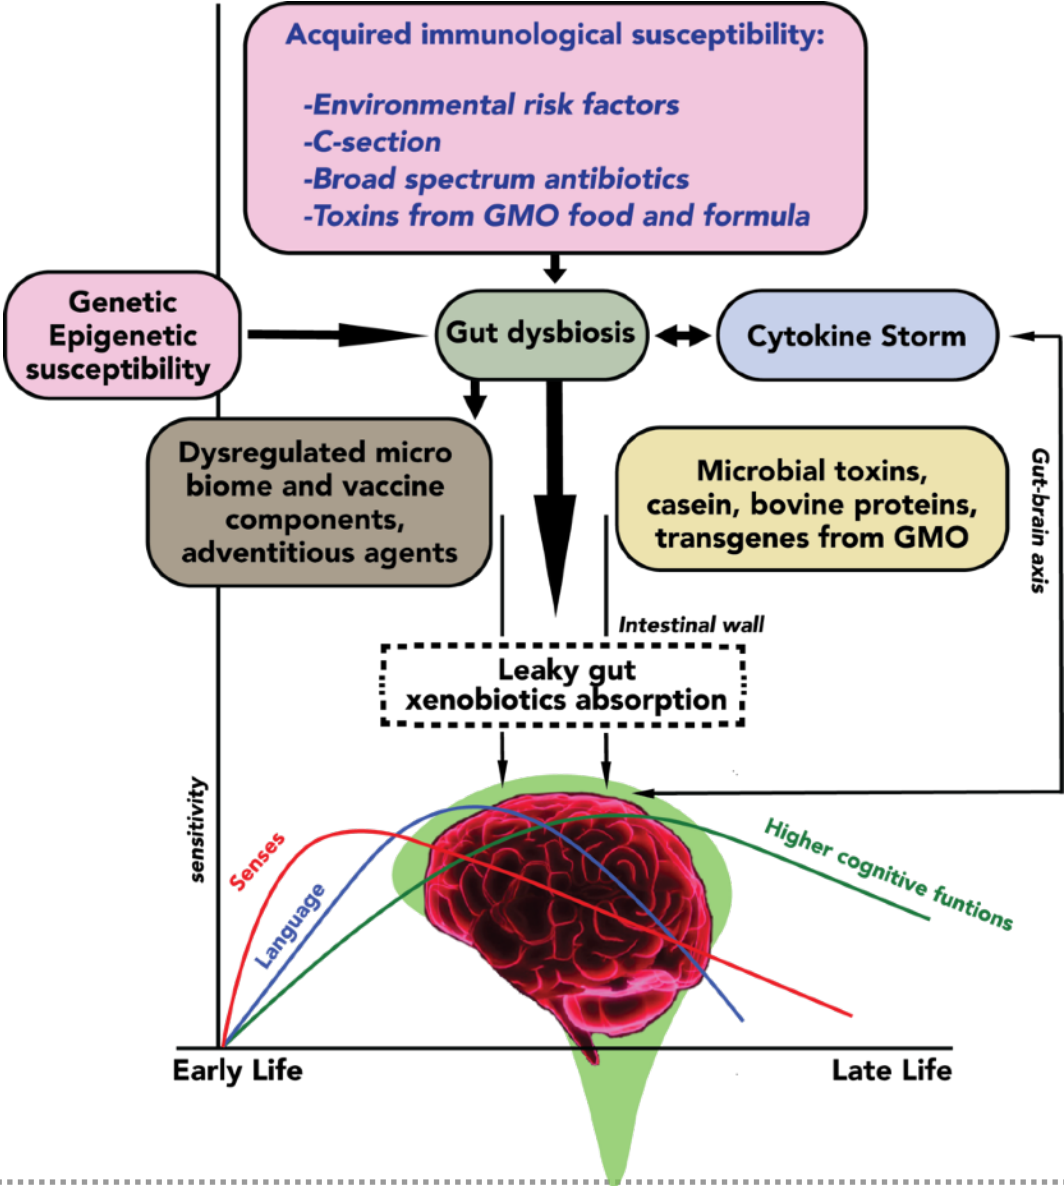 Acquired immunological susceptibility:
-Environmental risk factors
-C-section
-Broad spectrum antibiotics
-Toxins from GMO food and formula
Genetic
Epigenetic
susceptibility
Gut dysbiosis
Cytokine Storm
Dysregulated micro
biome and vaccine
components,
adventitious agents
Microbial toxins,
casein, bovine proteins,
transgenes from GMO
Gut-brain axis
Intestinal wall
Leaky gut
xenobiotics absorption
sensitivity
Senses
Language
Higher cognitive funtions
Early Life
Late Life